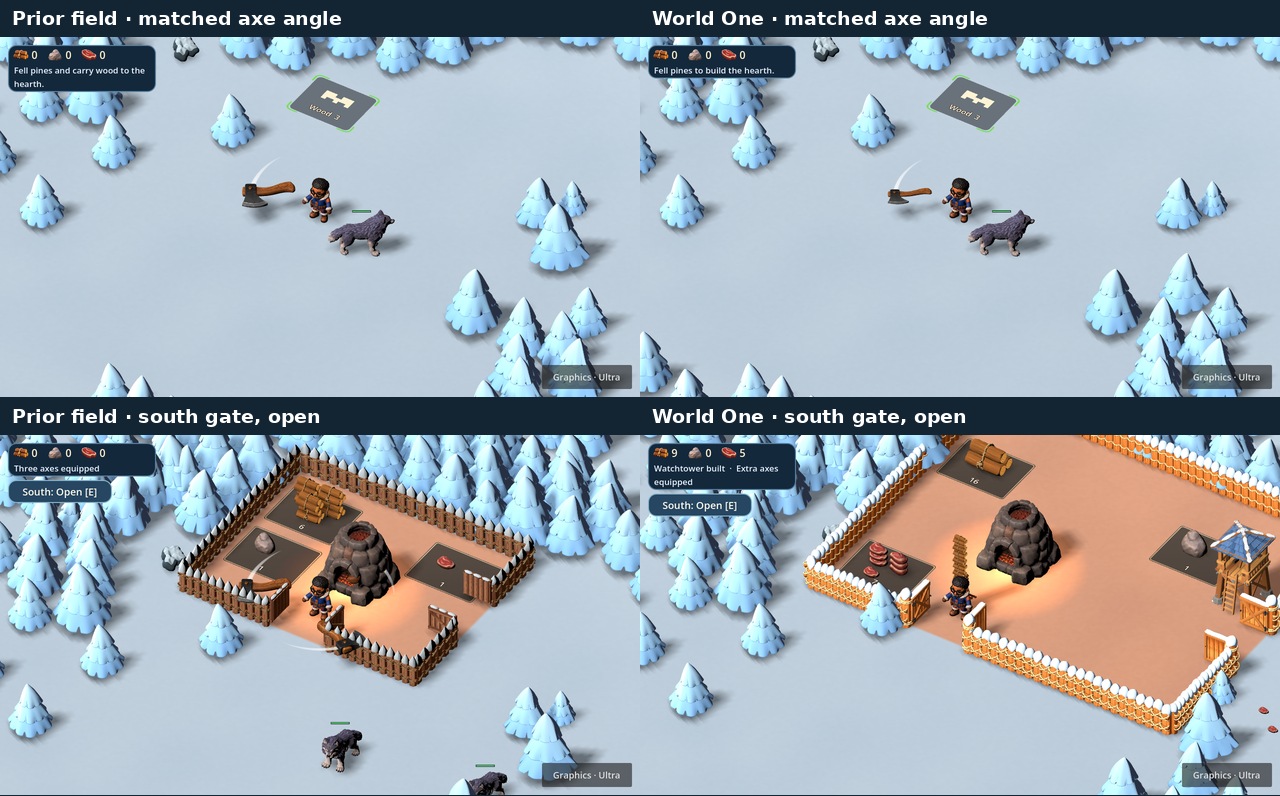 Prior field · matched axe angle
0 0 0
Fell pines and carry wood to the
hearth.
Wood 3
Graphics · Ultra
World One · matched axe angle
0 0 0
Fell pines to build the hearth.
Wood 3
Graphics · Ultra
Prior field · south gate, open
0 0 0
Three axes equipped
South: Open [E]
6
1
Graphics · Ultra
World One · south gate, open
9 0 5
Watchtower built · Extra axes
equipped
South: Open [E]
16
1
Graphics · Ultra